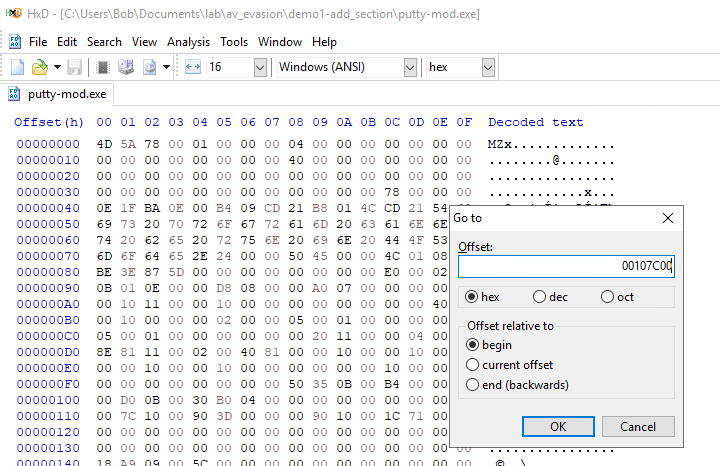 HxD - [C:\Users\Bob\Documents\lab\av_evasion\demo1-add_section\putty-mod.exe]
File Edit Search View Analysis Tools Window Help
16 Windows (ANSI) hex
putty-mod.exe
Offset(h) 00 01 02 03 04 05 06 07 08 09 0A 0B 0C 0D 0E 0F Decoded text
00000000 4D 5A 78 00 01 00 00 00 04 00 00 00 00 00 00 00 MZx.............
00000010 00 00 00 00 00 00 00 00 40 00 00 00 00 00 00 00 ........@.......
00000020 00 00 00 00 00 00 00 00 00 00 00 00 00 00 00 00 ................
00000030 00 00 00 00 00 00 00 00 00 00 00 00 78 00 00 00 ............x...
00000040 0E 1F BA 0E 00 B4 09 CD 21 B8 01 4C CD 21 54
00000050 69 73 20 70 72 6F 67 72 61 6D 20 63 61 6E 6E
00000060 74 20 62 65 20 72 75 6E 20 69 6E 20 44 4F 53
00000070 6D 6F 64 65 2E 24 00 00 50 45 00 00 4C 01 08
00000080 BE 3E 87 5D 00 00 00 00 00 00 00 00 E0 00 02
00000090 0B 01 0E 00 00 D8 08 00 00 A0 07 00 00 00 00
000000A0 00 10 11 00 00 10 00 00 00 00 00 00 00 00 40
000000B0 00 10 00 00 00 02 00 00 05 00 01 00 00 00 00
000000C0 05 00 01 00 00 00 00 00 00 20 11 00 00 04 00
000000D0 8E 81 11 00 02 00 40 81 00 00 10 00 00 10 00
000000E0 00 00 10 00 00 10 00 00 00 00 00 00 10 00 00
000000F0 00 00 00 00 00 00 00 00 50 35 0B 00 B4 00 00
00000100 00 D0 0B 00 30 B0 04 00 00 00 00 00 00 00 00
00000110 00 7C 10 00 90 3D 00 00 00 90 10 00 1C 71 00
00000120 00 00 00 00 00 00 00 00 00 00 00 00 00 00 00
00000130 00 00 00 00 00 00 00 00 00 00 00 00 00 00 00
00000140 18 A9 09 00 5C 00 00 00 00 00 00 00 00 00 00
Go to
Offset:
00107C00
hex dec oct
Offset relative to
begin
current offset
end (backwards)
OK Cancel